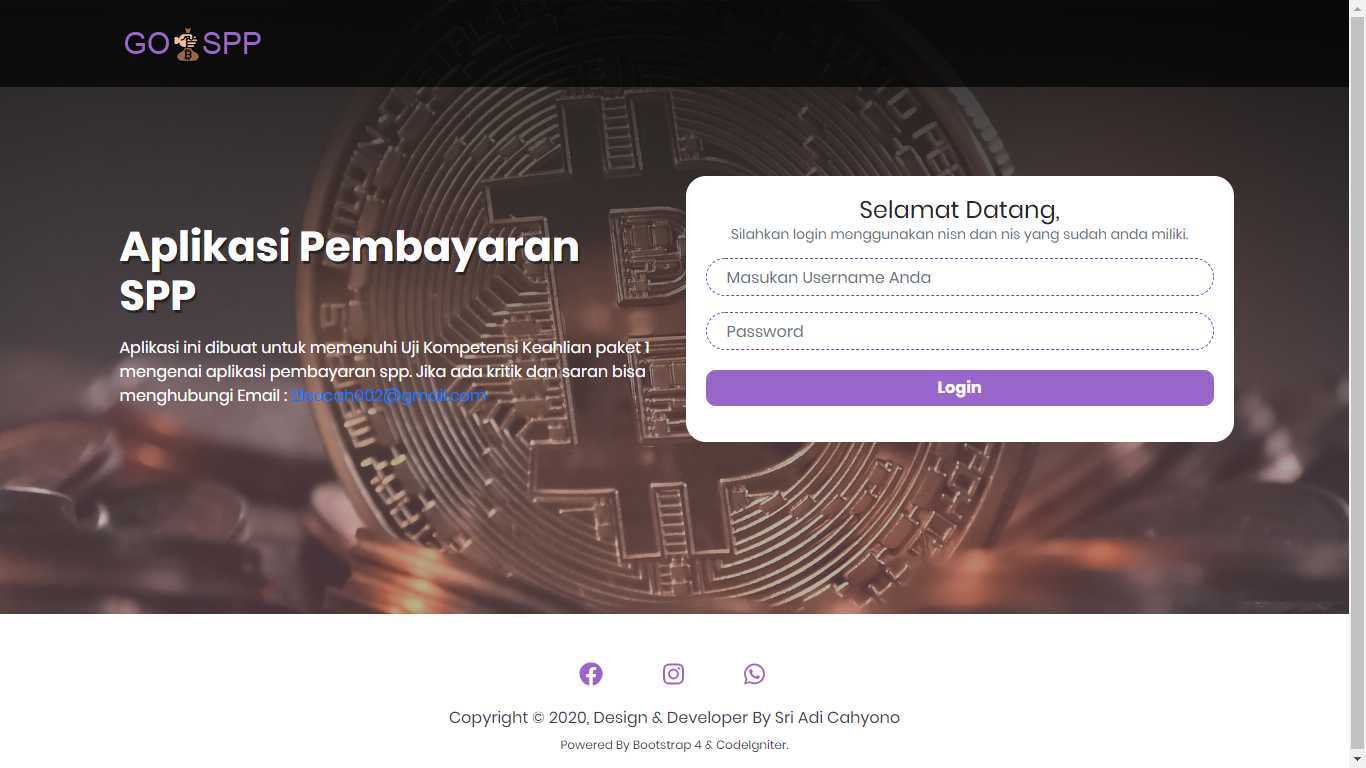 GO SPP
Aplikasi Pembayaran
SPP
Aplikasi ini dibuat untuk memenuhi Uji Kompetensi Keahlian paket 1
mengenai aplikasi pembayaran spp. Jika ada kritik dan saran bisa
menghubungi Email : 21sacah002@gmail.com
Selamat Datang,
Silahkan login menggunakan nisn dan nis yang sudah anda miliki.
Masukan Username Anda
Password
Login
Copyright © 2020, Design & Developer By Sri Adi Cahyono
Powered By Bootstrap 4 & CodeIgniter.